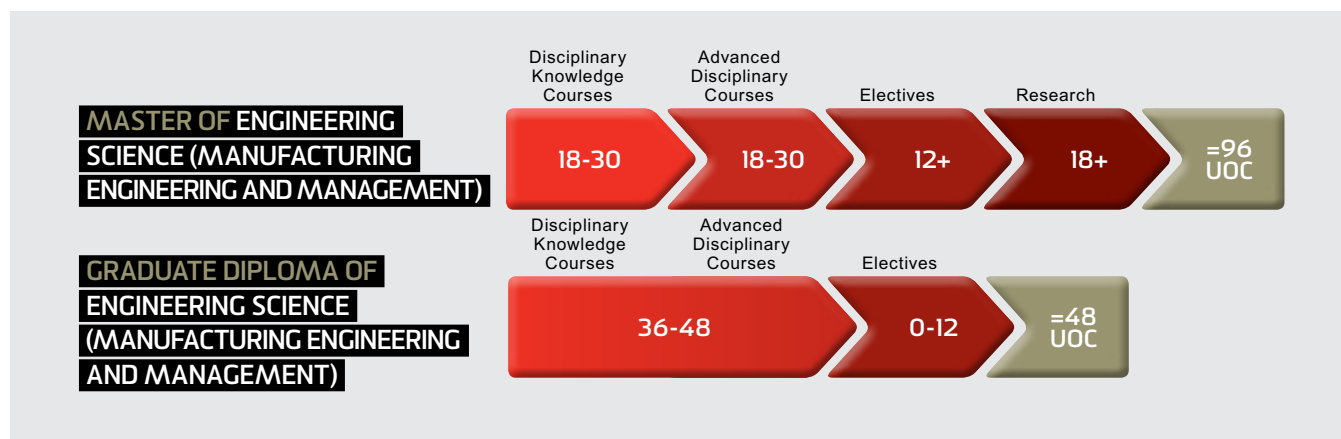 Disciplinary
Knowledge
Courses
Advanced
Disciplinary
Courses
Electives
Research
MASTER OF ENGINEERING
SCIENCE (MANUFACTURING
ENGINEERING AND MANAGEMENT)
18-30
18-30
12+
18+
=96
UOC
Disciplinary
Knowledge
Courses
Advanced
Disciplinary
Courses
Electives
GRADUATE DIPLOMA OF
ENGINEERING SCIENCE
(MANUFACTURING ENGINEERING
AND MANAGEMENT)
36-48
0-12
=48
UOC